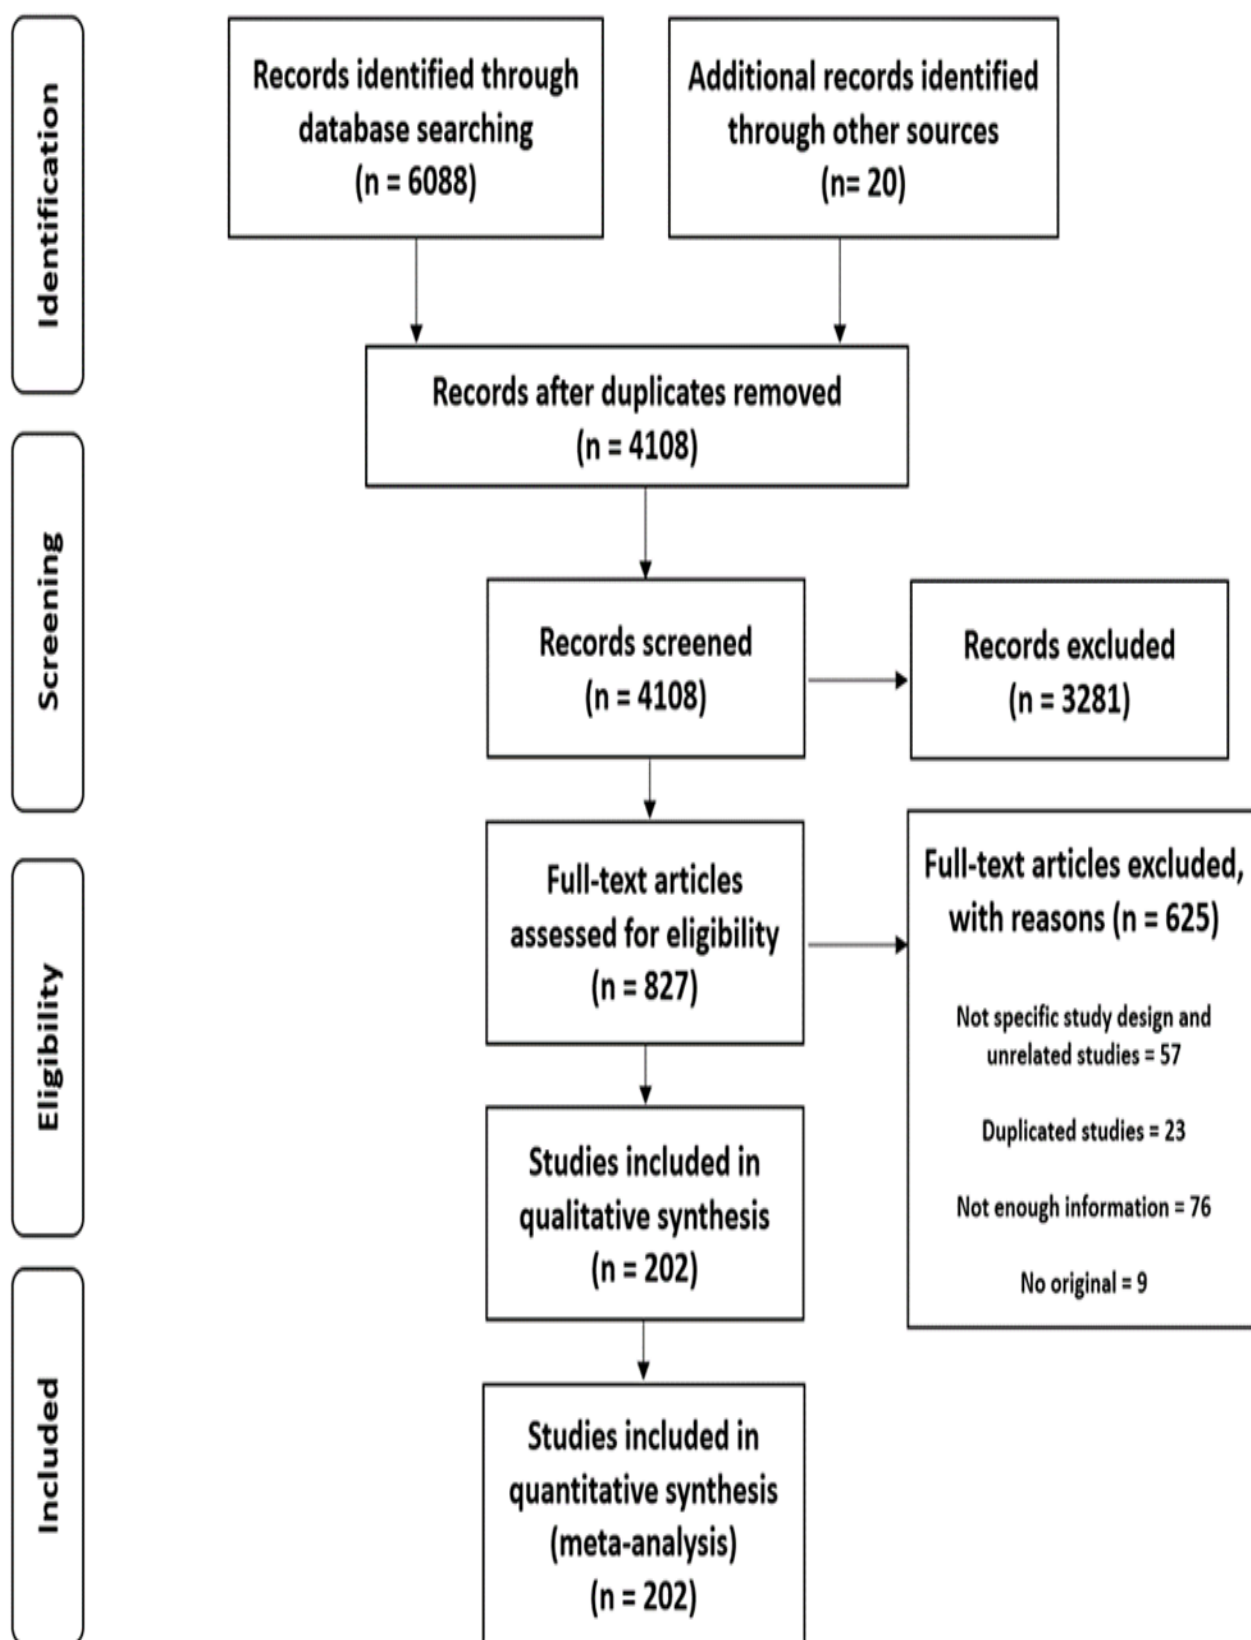 Identification
Records identified through
database searching
(n = 6088)
Additional records identified
through other sources
(n= 20)
Records after duplicates removed
(n = 4108)
Screening
Records screened
(n = 4108)
Records excluded
(n = 3281)
Eligibility
Full-text articles
assessed for eligibility
(n = 827)
Full-text articles excluded,
with reasons (n = 625)
Not specific study design and
unrelated studies = 57
Duplicated studies = 23
Not enough information = 76
No original = 9
Studies included in
qualitative synthesis
(n = 202)
Included
Studies included in
quantitative synthesis
(meta-analysis)
(n = 202)